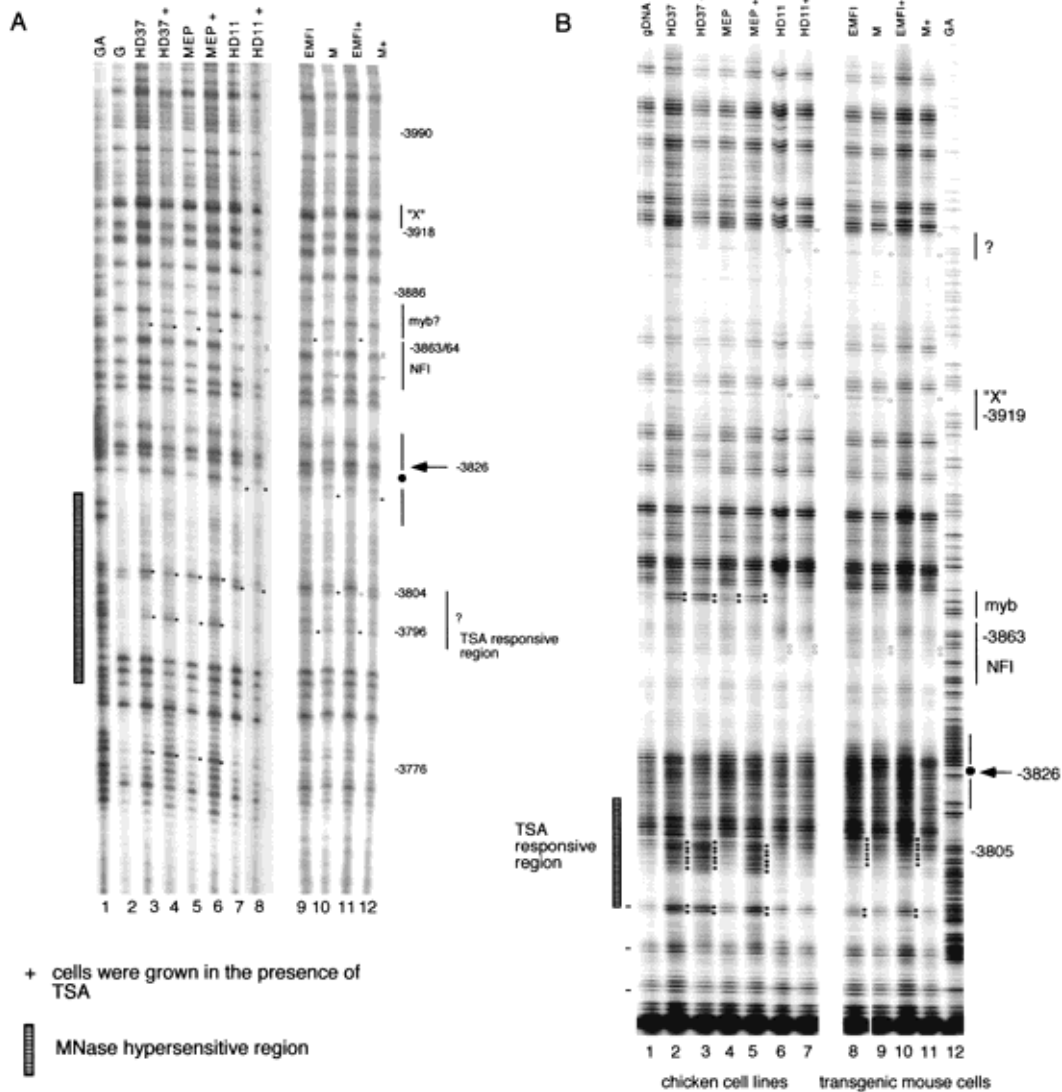 A
GA
G
HD37
HD37 +
MEP
MEP +
HD11
HD11 +
EMFI
M
EMFI+
M+
-3990
"X"
-3918
-3886
myb?
-3863/64
NFI
-3826
-3804
?
-3796
TSA responsive
region
-3776
1 2 3 4 5 6 7 8 9 10 11 12
+ cells were grown in the presence of
TSA
MNase hypersensitive region
B
gDNA
HD37
HD37
MEP
MEP +
HD11
HD11+
EMFI
M
EMFI+
M+
GA
?
"X"
-3919
myb
-3863
NFI
-3826
TSA
responsive
region
-3805
1 2 3 4 5 6 7 8 9 10 11 12
chicken cell lines transgenic mouse cells